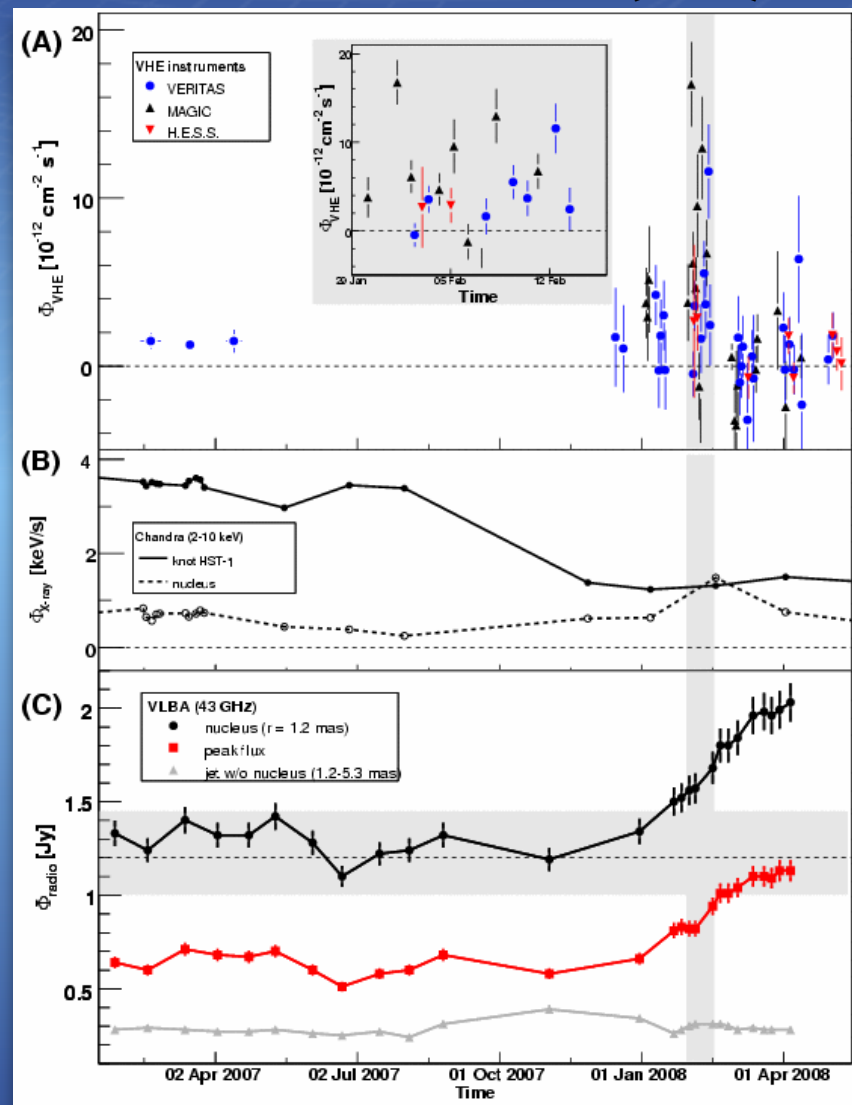 (A)
VHE instruments
VERITAS
MAGIC
H.E.S.S.
Φ_VHE [10^-12 cm^-2 s^-1]
20
10
0
Φ_VHE [10^-12 cm^-2 s^-1]
20
10
0
29 Jan 05 Feb 12 Feb
Time
(B)
Chandra (2-10 keV)
knot HST-1
nucleus
Φ_X-ray [keV/s]
4
2
0
(C)
VLBA (43 GHz)
nucleus (r = 1.2 mas)
peak flux
jet w/o nucleus (1.2-5.3 mas)
Φ_radio [Jy]
2
1.5
1
0.5
02 Apr 2007 02 Jul 2007 01 Oct 2007 01 Jan 2008 01 Apr 2008
Time